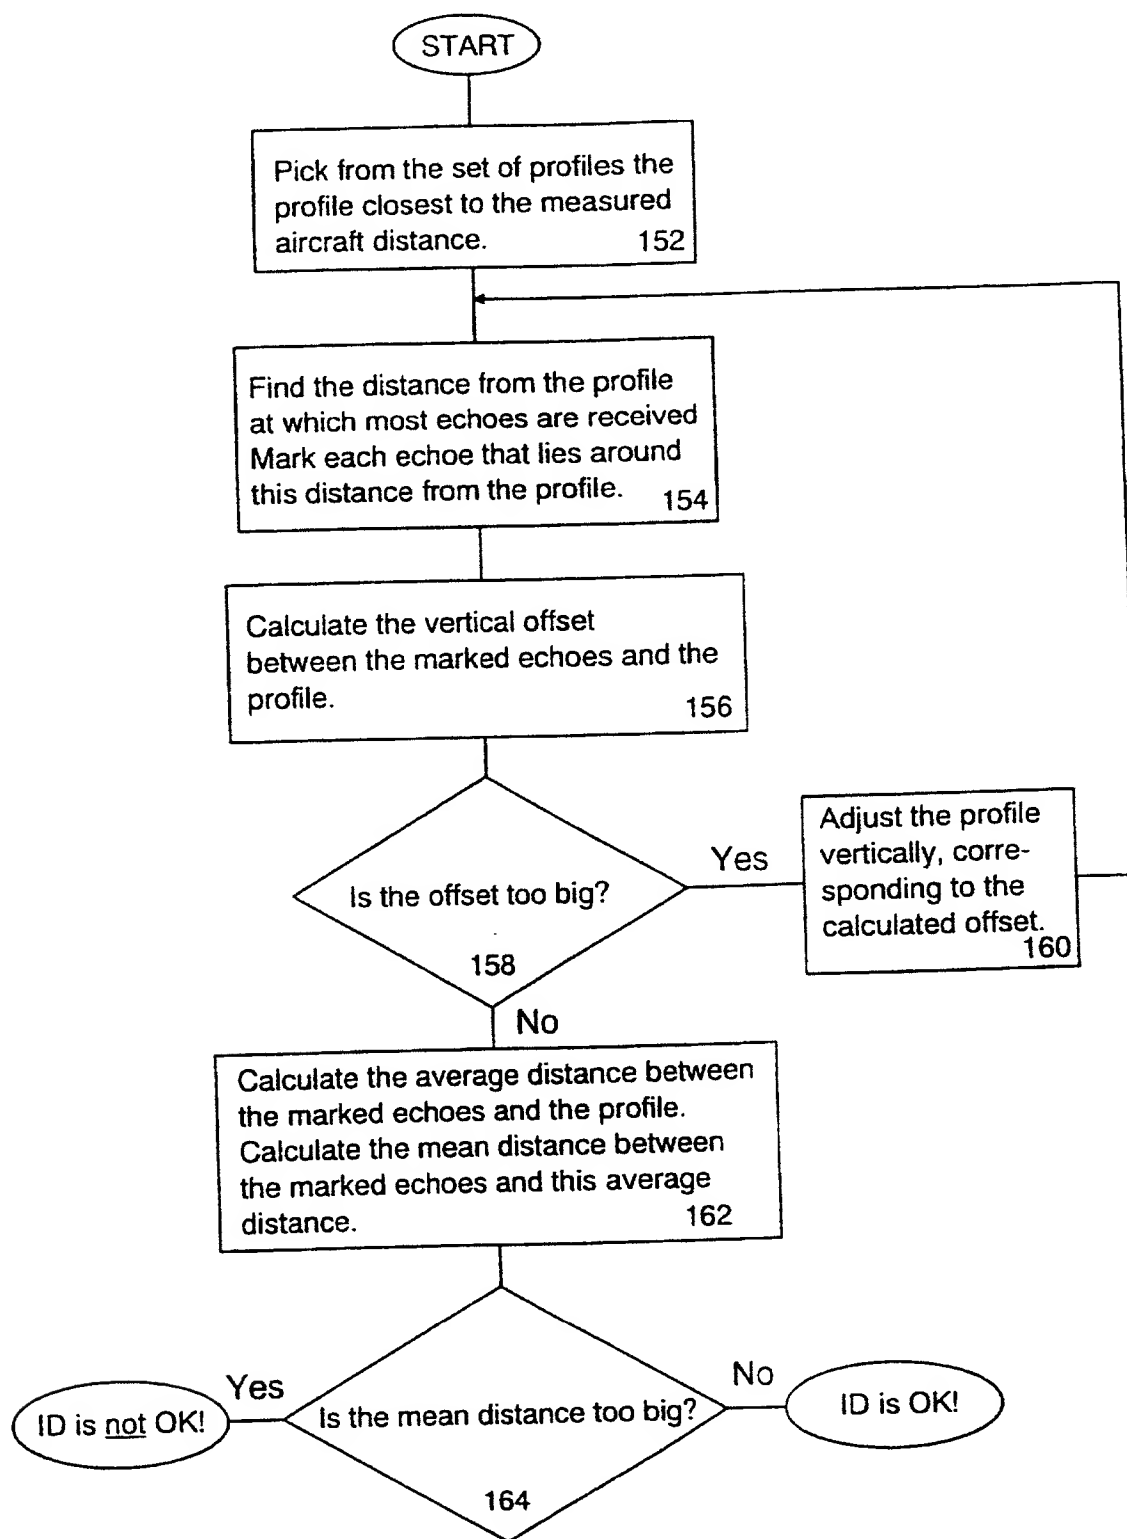 START
Pick from the set of profiles the
profile closest to the measured
aircraft distance.
152
Find the distance from the profile
at which most echoes are received
Mark each echo that lies around
this distance from the profile.
154
Calculate the vertical offset
between the marked echoes and the
profile.
156
Is the offset too big?
158
Yes
Adjust the profile
vertically, corre-
sponding to the
calculated offset.
160
No
Calculate the average distance between
the marked echoes and the profile.
Calculate the mean distance between
the marked echoes and this average
distance.
162
Is the mean distance too big?
164
Yes
ID is not OK!
No
ID is OK!